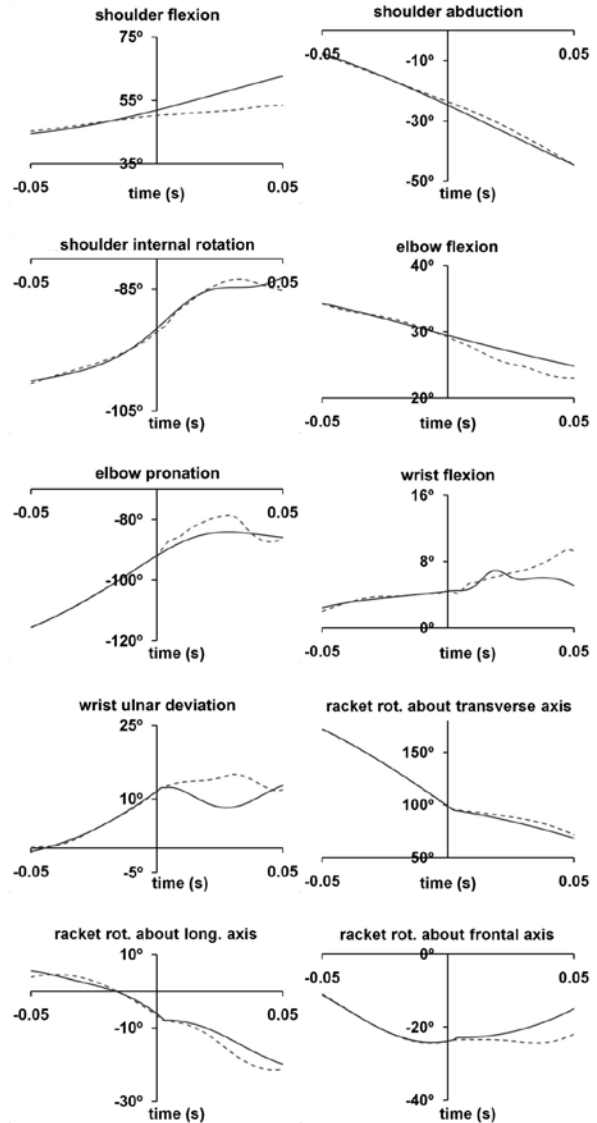 shoulder flexion
75º
55º
35º
-0.05
0.05
time (s)
shoulder abduction
-0.05
0.05
-10º
-30º
-50º
time (s)
shoulder internal rotation
-0.05
0.05
-85º
-105º
time (s)
elbow flexion
40º
30º
20º
-0.05
0.05
time (s)
elbow pronation
-0.05
0.05
-80º
-100º
-120º
time (s)
wrist flexion
16º
8º
0º
-0.05
0.05
time (s)
wrist ulnar deviation
25º
10º
-5º
-0.05
0.05
time (s)
racket rot. about transverse axis
150º
100º
50º
-0.05
0.05
time (s)
racket rot. about long. axis
10º
-0.05
0.05
-10º
-30º
time (s)
racket rot. about frontal axis
0º
-0.05
0.05
-20º
-40º
time (s)